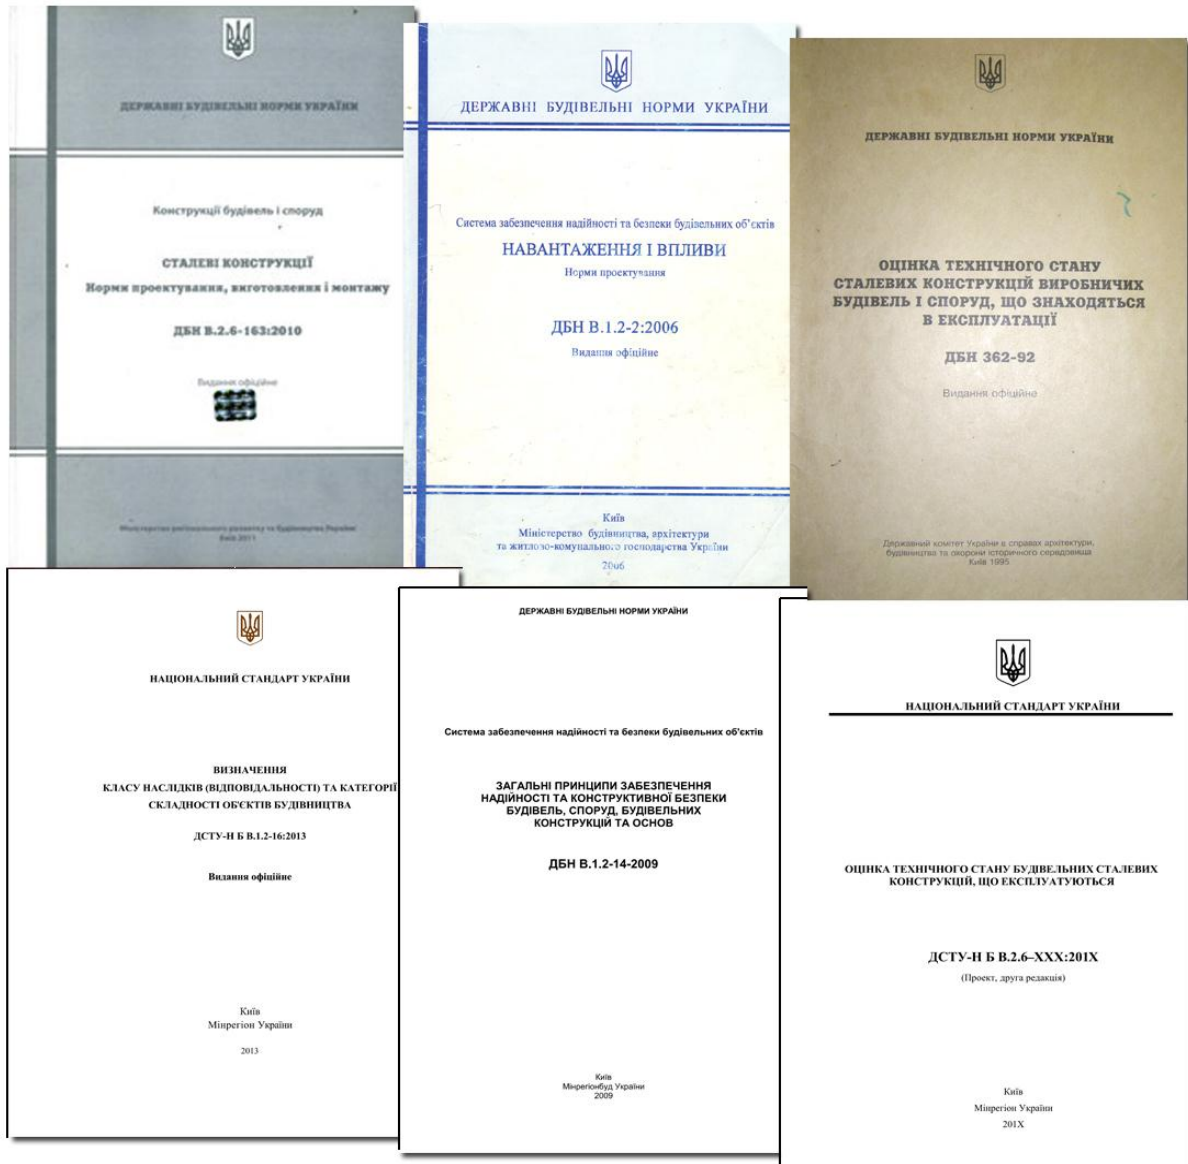 ДЕРЖАВНІ БУДІВЕЛЬНІ НОРМИ УКРАЇНИ
Конструкції будівель і споруд
СТАЛЕВІ КОНСТРУКЦІЇ
Норми проектування, виготовлення і монтажу
ДБН В.2.6-163:2010
Видання офіційне
Міністерство регіонального розвитку та будівництва України
Київ 2011
ДЕРЖАВНІ БУДІВЕЛЬНІ НОРМИ УКРАЇНИ
Система забезпечення надійності та безпеки будівельних об'єктів
НАВАНТАЖЕННЯ І ВПЛИВИ
Норми проектування
ДБН В.1.2-2:2006
Видання офіційне
Київ
Міністерство будівництва, архітектури
та житлово-комунального господарства України
2006
ДЕРЖАВНІ БУДІВЕЛЬНІ НОРМИ УКРАЇНИ
ОЦІНКА ТЕХНІЧНОГО СТАНУ
СТАЛЕВИХ КОНСТРУКЦІЙ ВИРОБНИЧИХ
БУДІВЕЛЬ І СПОРУД, ЩО ЗНАХОДЯТЬСЯ
В ЕКСПЛУАТАЦІЇ
ДБН 362-92
Видання офіційне
Державний комітет України в справах архітектури,
будівництва та охорони історичного середовища
Київ 1995
НАЦІОНАЛЬНИЙ СТАНДАРТ УКРАЇНИ
ВИЗНАЧЕННЯ
КЛАСУ НАСЛІДКІВ (ВІДПОВІДАЛЬНОСТІ) ТА КАТЕГОРІЇ
СКЛАДНОСТІ ОБ'ЄКТІВ БУДІВНИЦТВА
ДСТУ-Н Б В.1.2-16:2013
Видання офіційне
Київ
Мінрегіон України
2013
ДЕРЖАВНІ БУДІВЕЛЬНІ НОРМИ УКРАЇНИ
Система забезпечення надійності та безпеки будівельних об'єктів
ЗАГАЛЬНІ ПРИНЦИПИ ЗАБЕЗПЕЧЕННЯ
НАДІЙНОСТІ ТА КОНСТРУКТИВНОЇ БЕЗПЕКИ
БУДІВЕЛЬ, СПОРУД, БУДІВЕЛЬНИХ
КОНСТРУКЦІЙ ТА ОСНОВ
ДБН В.1.2-14-2009
Київ
Мінрегіонбуд України
2009
НАЦІОНАЛЬНИЙ СТАНДАРТ УКРАЇНИ
ОЦІНКА ТЕХНІЧНОГО СТАНУ БУДІВЕЛЬНИХ СТАЛЕВИХ
КОНСТРУКЦІЙ, ЩО ЕКСПЛУАТУЮТЬСЯ
ДСТУ-Н Б В.2.6–ХХХ:201Х
(Проект, друга редакція)
Київ
Мінрегіон України
201Х